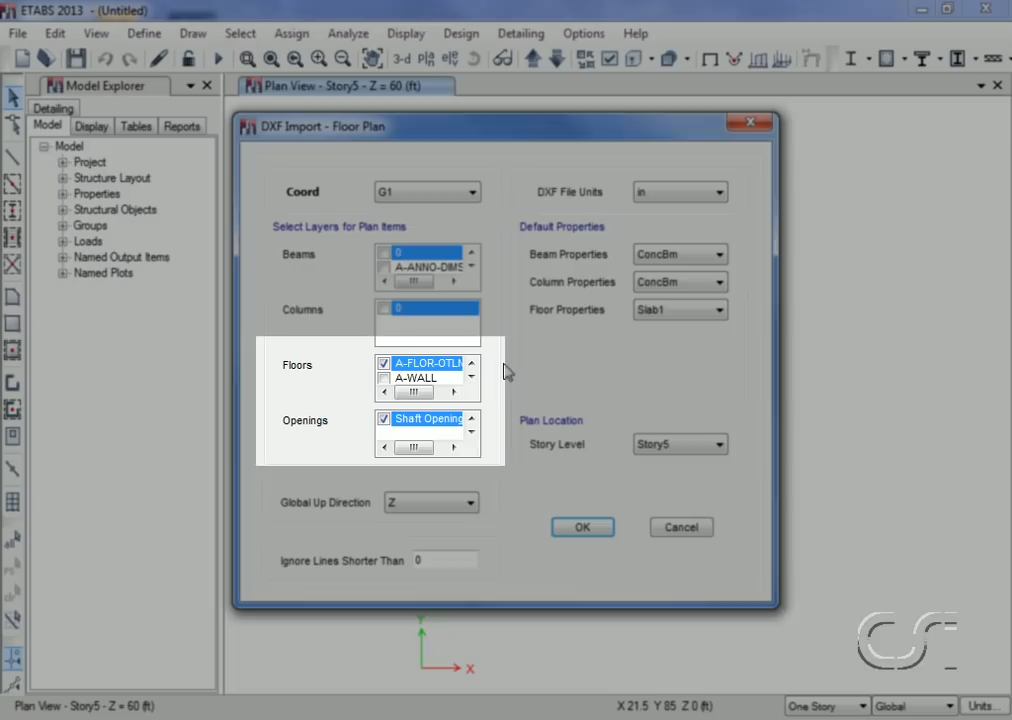 ETABS 2013 - (Untitled)
File Edit View Define Draw Select Assign Analyze Display Design Detailing Options Help
3-d
Model Explorer
Plan View - Story5 - Z = 60 (ft)
Detailing
Model Display Tables Reports
DXF Import - Floor Plan
Model
Project
Structure Layout
Properties
Structural Objects
Groups
Loads
Named Output Items
Named Plots
Coord G1
DXF File Units in
Select Layers for Plan Items
Default Properties
Beams 0
A-ANNO-DIMS
Beam Properties ConcBm
Column Properties ConcBm
Columns 0
Floor Properties Slab1
Floors A-FLOR-OTLN
A-WALL
Openings Shaft Opening
Plan Location
Story Level Story5
Global Up Direction Z
OK Cancel
Ignore Lines Shorter Than 0
all
Y
X
CSI
Plan View - Story5 - Z = 60 (ft)
X 21.5 Y 85 Z 0 (ft)
One Story Global Units...